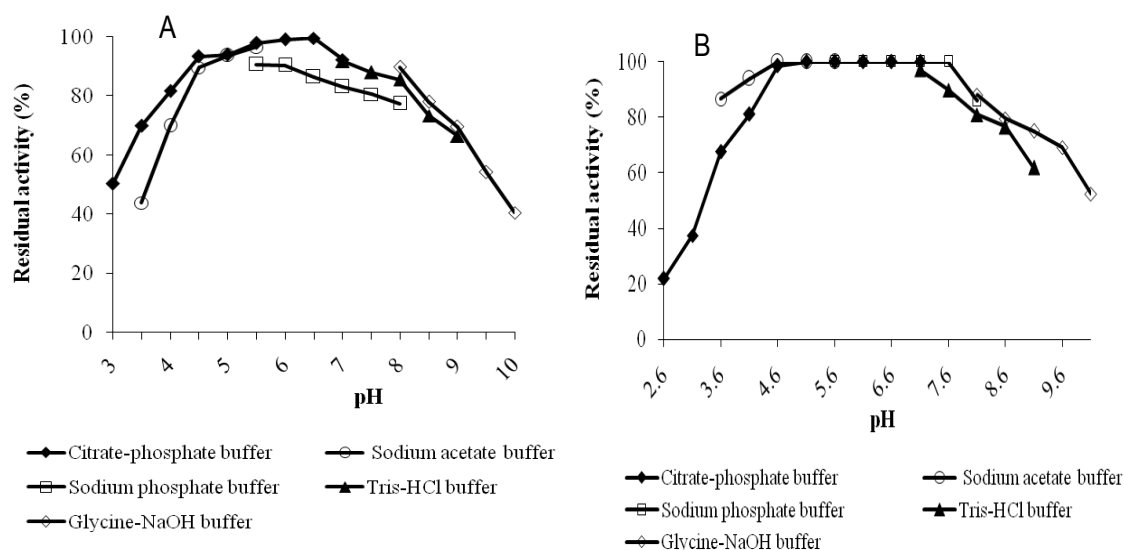 A
Residual activity (%)
100
80
60
40
20
0
3
4
5
6
7
8
9
10
pH
Citrate-phosphate buffer
Sodium acetate buffer
Sodium phosphate buffer
Tris-HCl buffer
Glycine-NaOH buffer
B
Residual activity (%)
100
80
60
40
20
0
2.6
3.6
4.6
5.6
6.6
7.6
8.6
9.6
pH
Citrate-phosphate buffer
Sodium acetate buffer
Sodium phosphate buffer
Tris-HCl buffer
Glycine-NaOH buffer